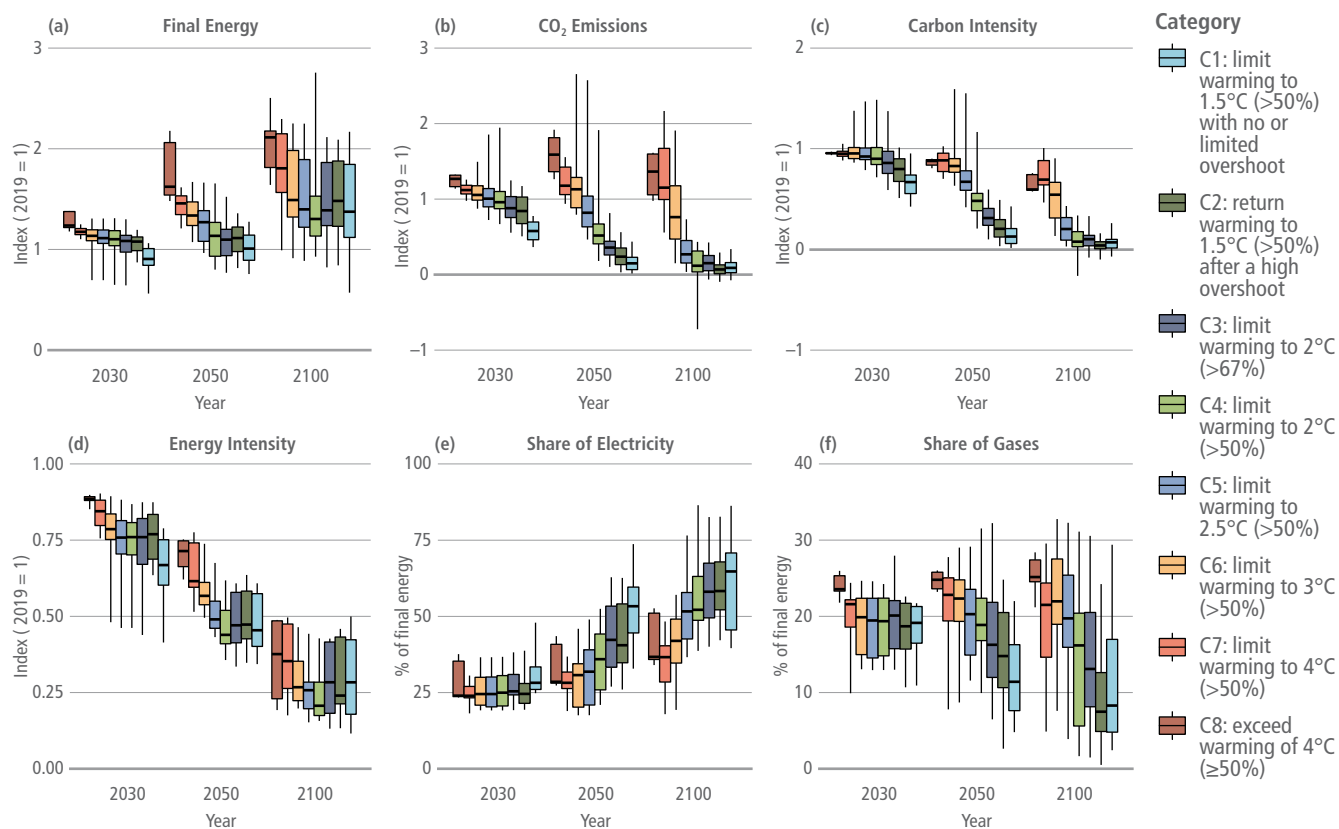 (a) Final Energy
3
2
1
0
Index ( 2019 = 1)
2030 2050 2100
Year
(b) CO₂ Emissions
3
2
1
0
−1
Index ( 2019 = 1)
2030 2050 2100
Year
(c) Carbon Intensity
2
1
0
−1
Index ( 2019 = 1)
2030 2050 2100
Year
(d) Energy Intensity
1.00
0.75
0.50
0.25
0.00
Index ( 2019 = 1)
2030 2050 2100
Year
(e) Share of Electricity
100
75
50
25
0
% of final energy
2030 2050 2100
Year
(f) Share of Gases
40
30
20
10
0
% of final energy
2030 2050 2100
Year
Category
C1: limit
warming to
1.5°C (>50%)
with no or
limited
overshoot
C2: return
warming to
1.5°C (>50%)
after a high
overshoot
C3: limit
warming to 2°C
(>67%)
C4: limit
warming to 2°C
(>50%)
C5: limit
warming to
2.5°C (>50%)
C6: limit
warming to 3°C
(>50%)
C7: limit
warming to 4°C
(>50%)
C8: exceed
warming of 4°C
(≥50%)